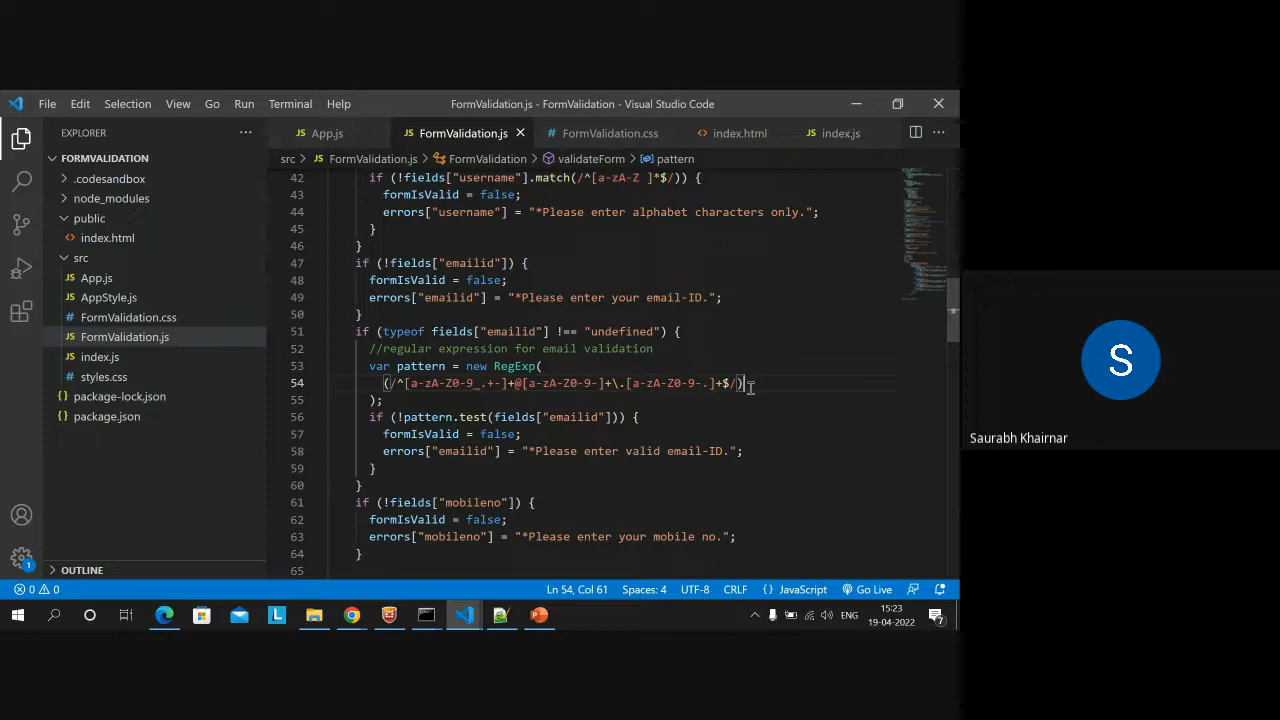 File Edit Selection View Go Run Terminal Help FormValidation.js - FormValidation - Visual Studio Code
EXPLORER
FORMVALIDATION
.codesandbox
node_modules
public
index.html
src
App.js
AppStyle.js
FormValidation.css
FormValidation.js
index.js
styles.css
package-lock.json
package.json
OUTLINE
App.js FormValidation.js FormValidation.css index.html index.js
src > FormValidation.js > FormValidation > validateForm > pattern
42 if (!fields["username"].match(/^[a-zA-Z ]*$/)) {
43 formIsValid = false;
44 errors["username"] = "*Please enter alphabet characters only.";
45 }
46 }
47 if (!fields["emailid"]) {
48 formIsValid = false;
49 errors["emailid"] = "*Please enter your email-ID.";
50 }
51 if (typeof fields["emailid"] !== "undefined") {
52 //regular expression for email validation
53 var pattern = new RegExp(
54 (/^[a-zA-Z0-9_.+-]+@[a-zA-Z0-9-]+\.[a-zA-Z0-9-.]+$/)
55 );
56 if (!pattern.test(fields["emailid"])) {
57 formIsValid = false;
58 errors["emailid"] = "*Please enter valid email-ID.";
59 }
60 }
61 if (!fields["mobileno"]) {
62 formIsValid = false;
63 errors["mobileno"] = "*Please enter your mobile no.";
64 }
65
1
0 0 Ln 54, Col 61 Spaces: 4 UTF-8 CRLF {} JavaScript Go Live
L ENG 15:23
19-04-2022
7
S
Saurabh Khairnar